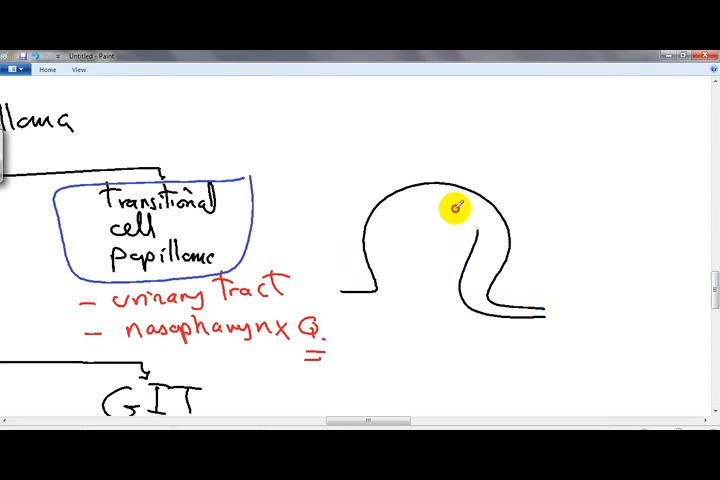 Untitled - Paint
Home View
lloma
transitional
cell
papilloma
- urinary tract
- nasopharynx Q.
GIT